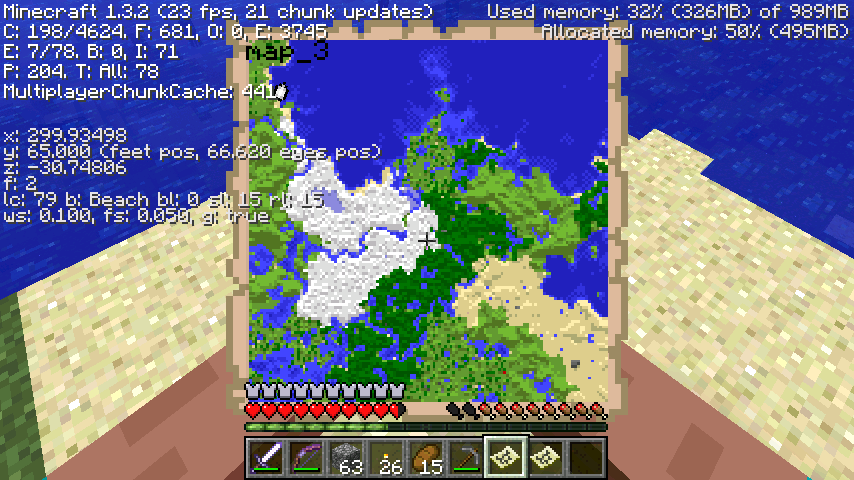 Minecraft 1.3.2 (23 fps, 21 chunk updates)
Used memory: 32% (326MB) of 989MB
C: 198/4624. F: 681, O: 0, E: 3745
Allocated memory: 50% (495MB)
E: 7/78. B: 0, I: 71
map_3
P: 204. T: All: 78
MultiplayerChunkCache: 441
x: 299.93498
y: 65.000 (feet pos, 66.620 eyes pos)
z: -30.74806
f: 2
lc: 79 b: Beach bl: 0 sl: 15 rl: 15
ws: 0.100, fs: 0.050, g: true
63 26 15